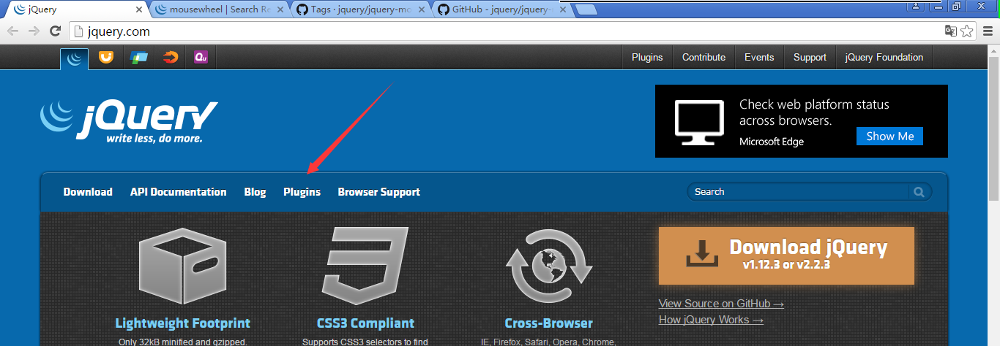 jQuery
mousewheel | Search Re
Tags · jquery/jquery-mo
GitHub - jquery/jquery-
jquery.com
Qu
Plugins
Contribute
Events
Support
jQuery Foundation
jQuery
write less, do more.
Check web platform status
across browsers.
Microsoft Edge
Show Me
Download
API Documentation
Blog
Plugins
Browser Support
Search
Download jQuery
v1.12.3 or v2.2.3
View Source on GitHub →
How jQuery Works →
Lightweight Footprint
CSS3 Compliant
Cross-Browser
Only 32kB minified and gzipped.
Supports CSS3 selectors to find
IE, Firefox, Safari, Opera, Chrome,